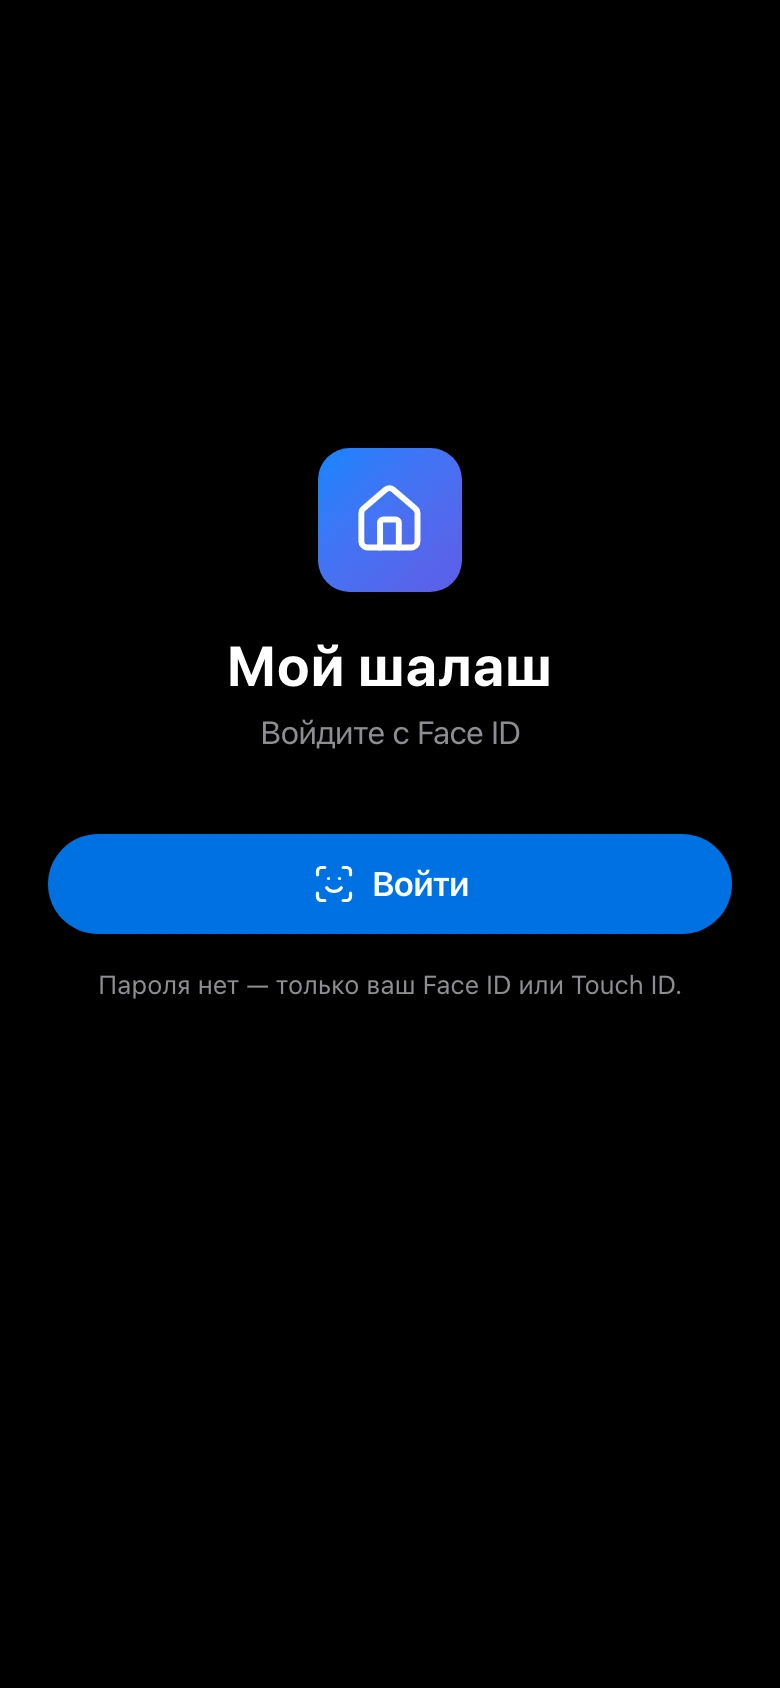 Мой шалаш
Войдите с Face ID
Войти
Пароля нет — только ваш Face ID или Touch ID.